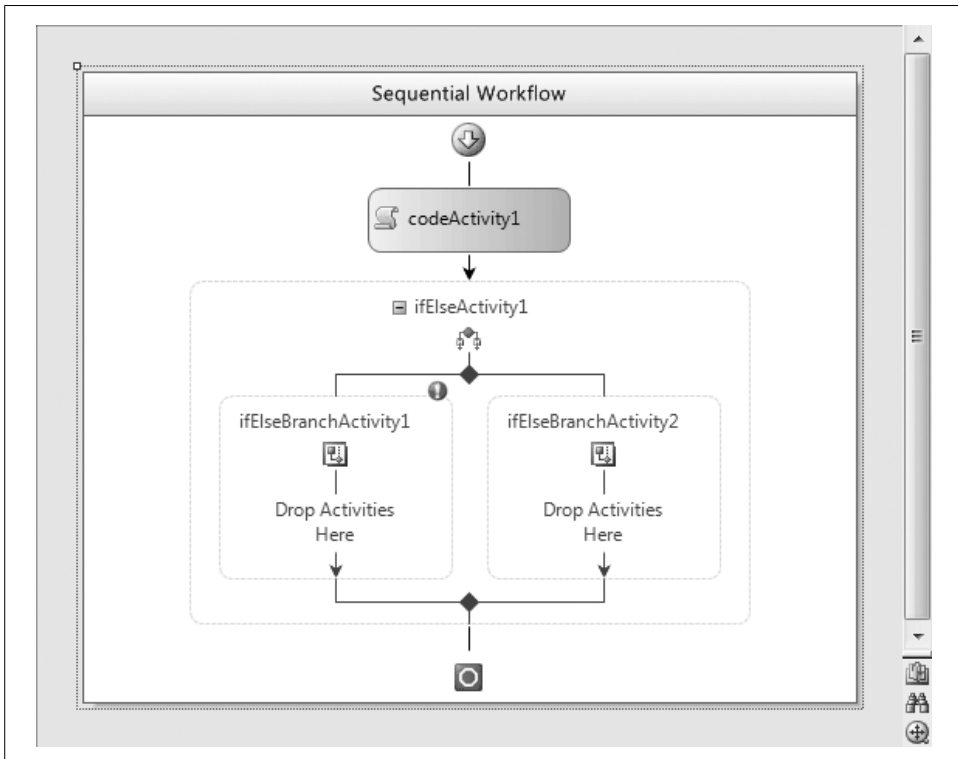 Sequential Workflow
codeActivity1
ifElseActivity1
ifElseBranchActivity1
ifElseBranchActivity2
Drop Activities
Here
Drop Activities
Here